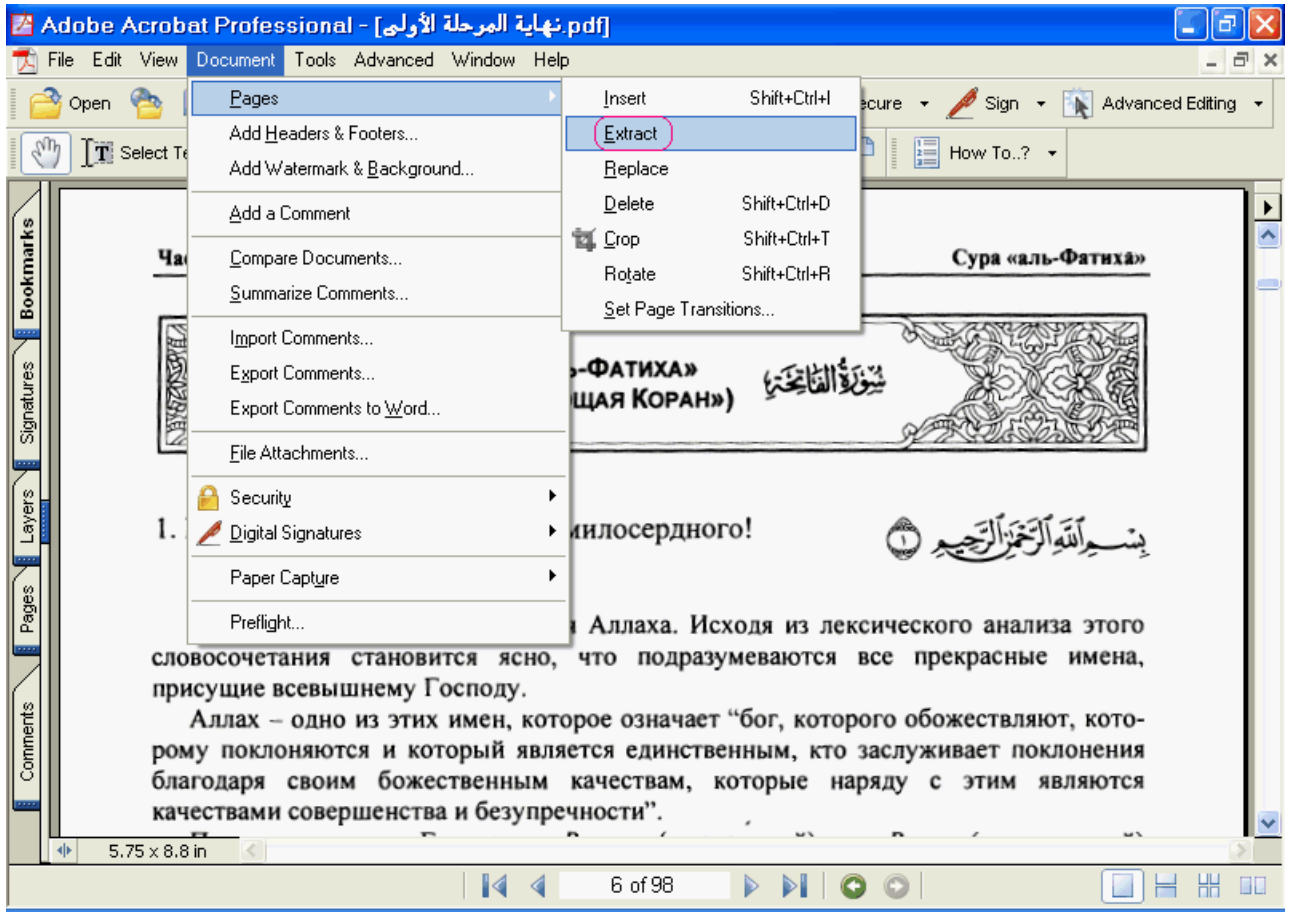 Adobe Acrobat Professional - [نهاية المرحلة الأولى.pdf]
File Edit View Document Tools Advanced Window Help
Open
ecure Sign Advanced Editing
Select Te
How To..?
Pages
Add Headers & Footers...
Add Watermark & Background...
Add a Comment
Compare Documents...
Summarize Comments...
Import Comments...
Export Comments...
Export Comments to Word...
File Attachments...
Security
Digital Signatures
Paper Capture
Preflight...
Insert Shift+Ctrl+I
Extract
Replace
Delete Shift+Ctrl+D
Crop Shift+Ctrl+T
Rotate Shift+Ctrl+R
Set Page Transitions...
Bookmarks
Signatures
Layers
Pages
Comments
Час Сура «аль-Фатиха»
-ФАТИХА» سُورَةُ الفَاتِحَةِ
ЩАЯ КОРАН»)
1. милосердного! بِسْمِ اللَّهِ الرَّحْمَٰنِ الرَّحِيمِ ١
Аллаха. Исходя из лексического анализа этого
словосочетания становится ясно, что подразумеваются все прекрасные имена,
присущие всевышнему Господу.
Аллах – одно из этих имен, которое означает “бог, которого обожествляют, кото-
рому поклоняются и который является единственным, кто заслуживает поклонения
благодаря своим божественным качествам, которые наряду с этим являются
качествами совершенства и безупречности”.
5.75 x 8.8 in
6 of 98